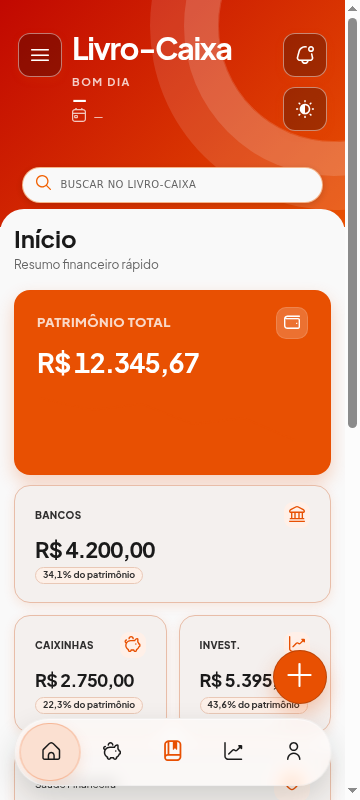 Livro-Caixa
BOM DIA
—
—
BUSCAR NO LIVRO-CAIXA
Início
Resumo financeiro rápido
PATRIMÔNIO TOTAL
R$ 12.345,67
BANCOS
R$ 4.200,00
34,1% do patrimônio
CAIXINHAS
INVEST.
R$ 2.750,00
R$ 5.395,
22,3% do patrimônio
43,6% do patrimônio
Saúde Financeira